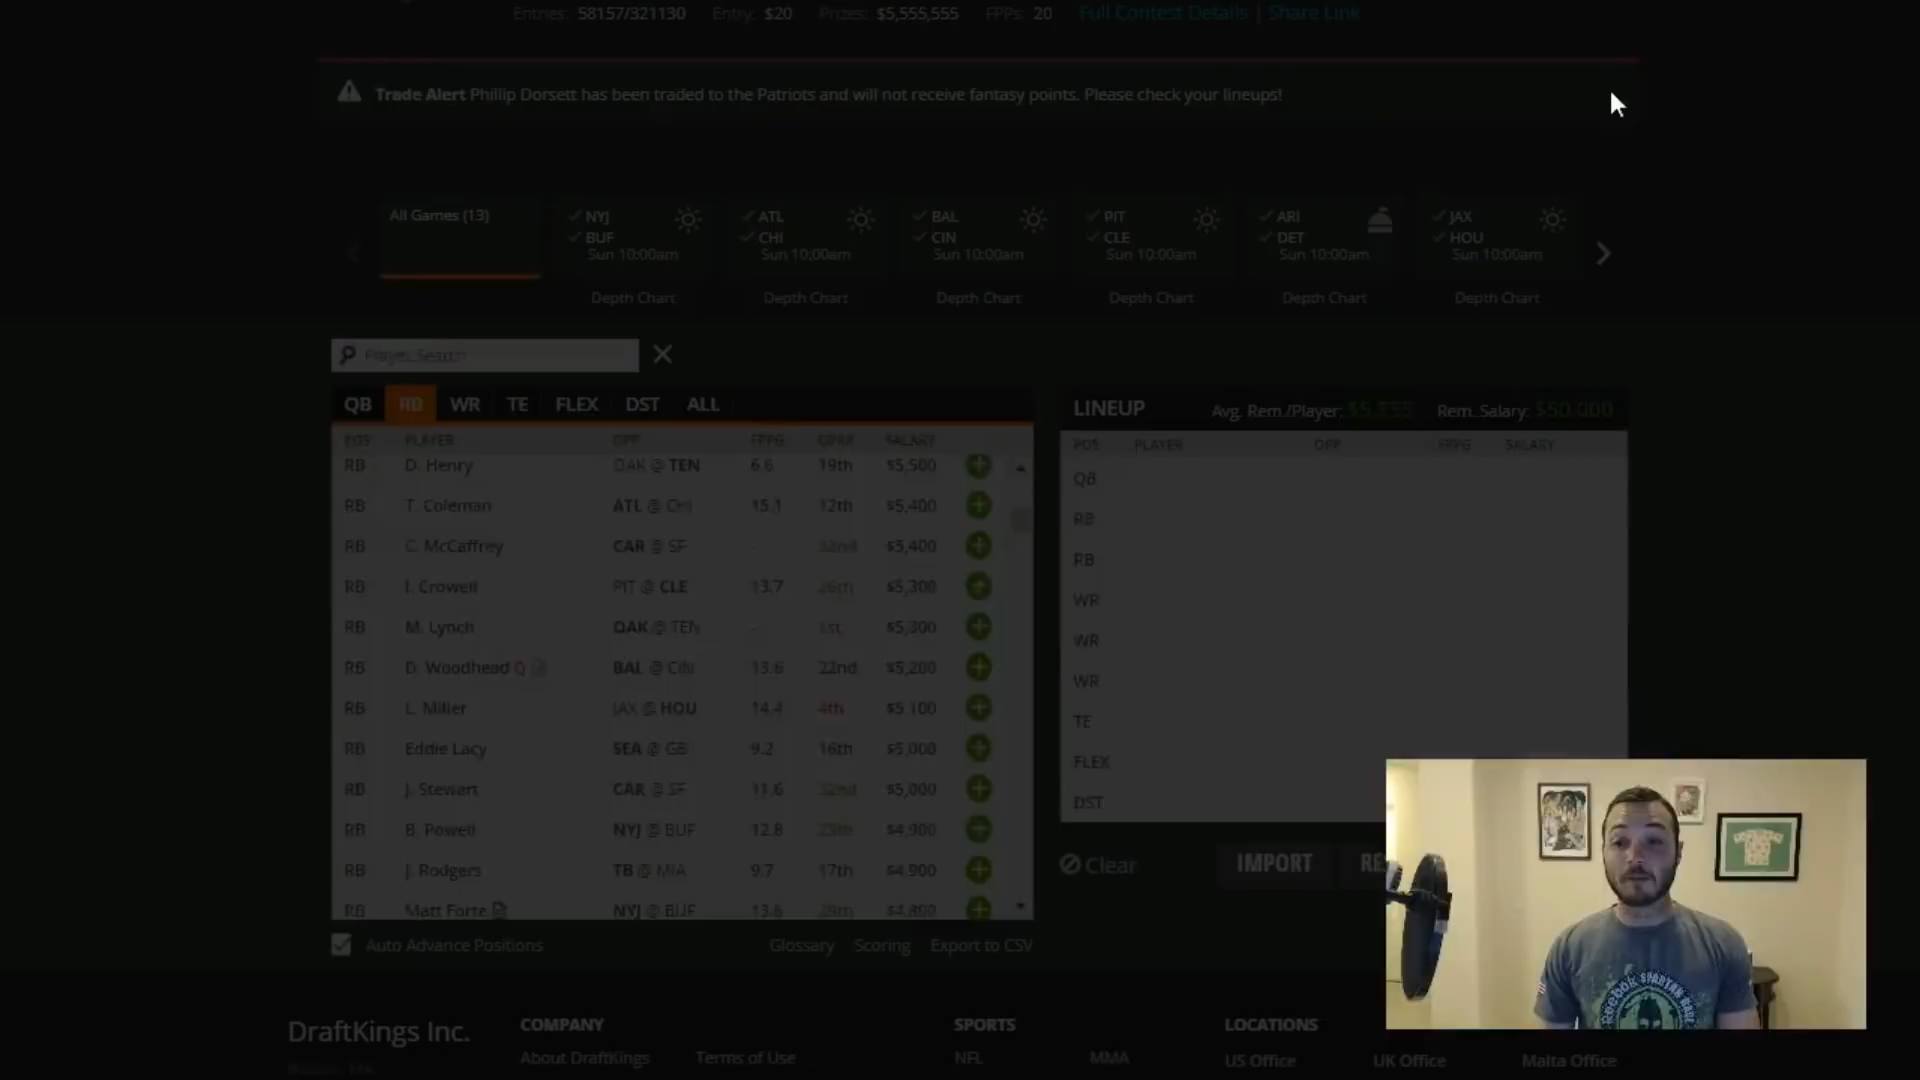 Entries: 58157/321130 Entry: $20 Prizes: $5,555,555 FPPs: 20 Full Contest Details | Share Link
Trade Alert Phillip Dorsett has been traded to the Patriots and will not receive fantasy points. Please check your lineups!
All Games (13)
NYJ BUF Sun 10:00am
ATL CHI Sun 10:00am
BAL CIN Sun 10:00am
PIT CLE Sun 10:00am
ARI DET Sun 10:00am
JAX HOU Sun 10:00am
Depth Chart Depth Chart Depth Chart Depth Chart Depth Chart Depth Chart
Player Search
QB RB WR TE FLEX DST ALL
POS PLAYER OPP FPPG OPRK SALARY
RB D. Henry OAK @ TEN 6.6 19th $5,500
RB T. Coleman ATL @ CHI 15.1 12th $5,400
RB C. McCaffrey CAR @ SF - 32nd $5,400
RB I. Crowell PIT @ CLE 13.7 26th $5,300
RB M. Lynch OAK @ TEN - 1st $5,300
RB D. Woodhead Q BAL @ CIN 13.6 22nd $5,200
RB L. Miller JAX @ HOU 14.4 4th $5,100
RB Eddie Lacy SEA @ GB 9.2 16th $5,000
RB J. Stewart CAR @ SF 11.6 32nd $5,000
RB B. Powell NYJ @ BUF 12.8 $4,900
RB J. Rodgers TB @ MIA 9.7 17th $4,900
RB Matt Forte NYJ @ BUF 13.6 $4,800
Auto Advance Positions Glossary Scoring Export to CSV
LINEUP Avg. Rem./Player: $5,555 Rem. Salary: $50,000
POS PLAYER OPP FPPG SALARY
QB
RB
RB
WR
WR
WR
TE
FLEX
DST
Clear IMPORT
Reebok SPARTAN RACE
DraftKings Inc.
COMPANY SPORTS LOCATIONS
About DraftKings Terms of Use NFL MMA US Office UK Office Malta Office